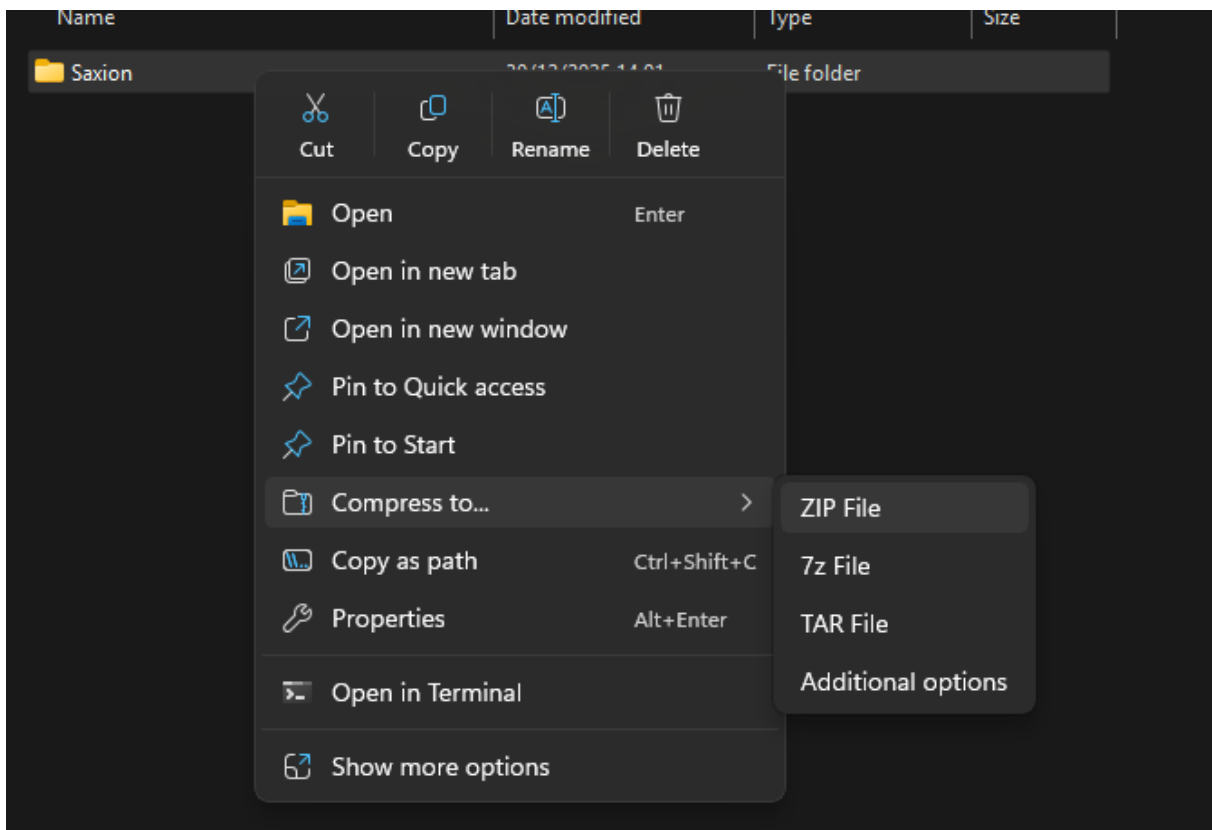 Name Date modified Type Size
Saxion File folder
Cut Copy Rename Delete
Open Enter
Open in new tab
Open in new window
Pin to Quick access
Pin to Start
Compress to...
ZIP File
Copy as path Ctrl+Shift+C
7z File
Properties Alt+Enter
TAR File
Open in Terminal
Additional options
Show more options